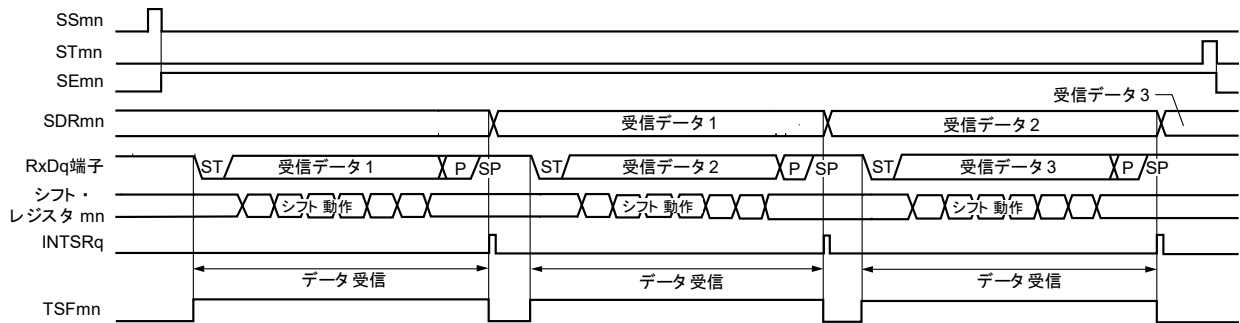 SSmn
STmn
SEmn
受信データ3
SDRmn
受信データ1
受信データ2
RxDq端子
ST
受信データ1
P
SP
ST
受信データ2
P
SP
ST
受信データ3
P
SP
シフト・
レジスタ mn
シフト 動作
シフト 動作
シフト 動作
INTSRq
データ 受信
データ 受信
データ 受信
TSFmn